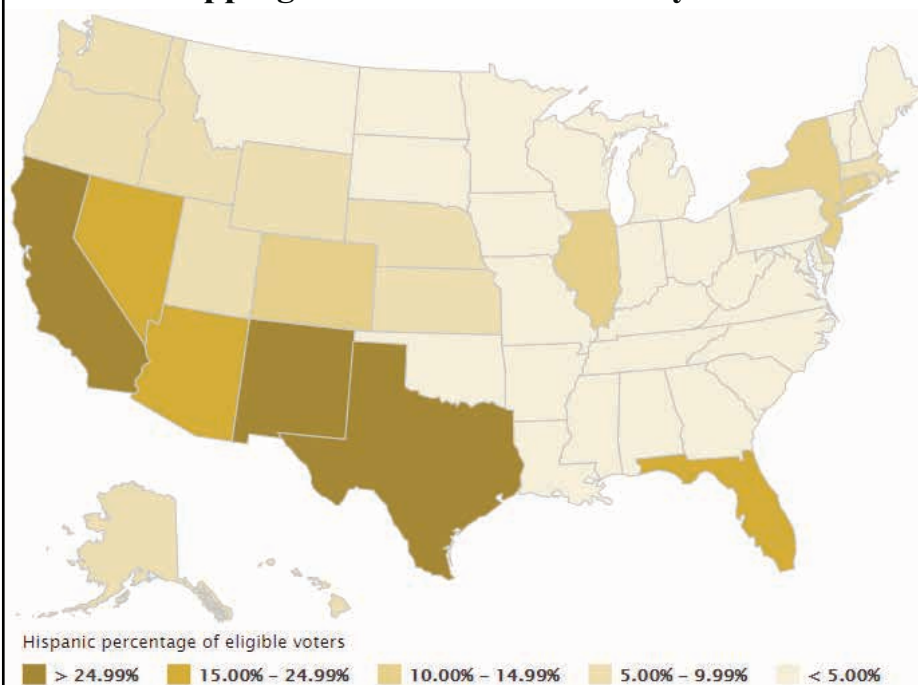 Hispanic percentage of eligible voters
> 24.99% 15.00% - 24.99% 10.00% - 14.99% 5.00% - 9.99% < 5.00%